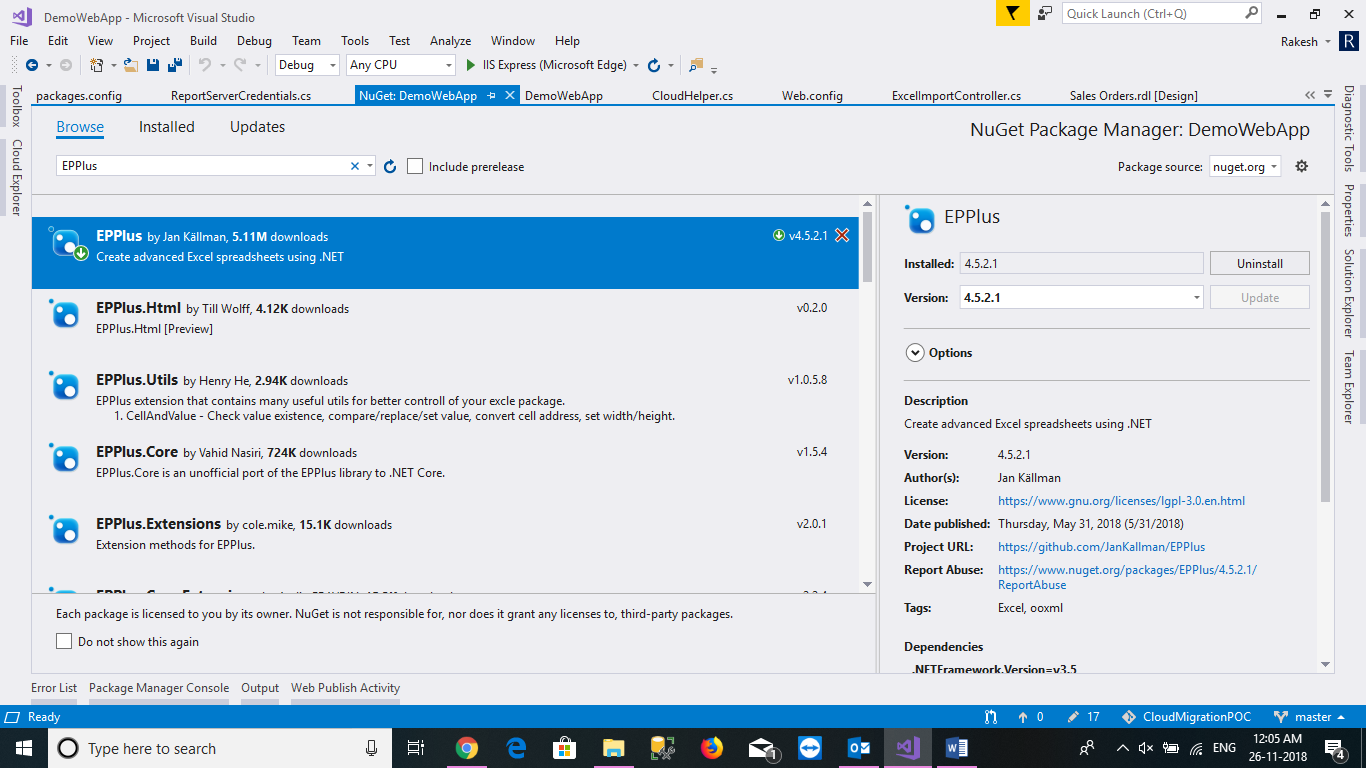 DemoWebApp - Microsoft Visual Studio
Quick Launch (Ctrl+Q)
File Edit View Project Build Debug Team Tools Test Analyze Window Help
Rakesh R
Debug Any CPU IIS Express (Microsoft Edge)
packages.config ReportServerCredentials.cs NuGet: DemoWebApp DemoWebApp CloudHelper.cs Web.config ExcelImportController.cs Sales Orders.rdl [Design]
Toolbox
Cloud Explorer
Browse Installed Updates
NuGet Package Manager: DemoWebApp
EPPlus
Include prerelease
Package source: nuget.org
EPPlus by Jan Källman, 5.11M downloads
v4.5.2.1
Create advanced Excel spreadsheets using .NET
EPPlus.Html by Till Wolff, 4.12K downloads
v0.2.0
EPPlus.Html [Preview]
EPPlus.Utils by Henry He, 2.94K downloads
v1.0.5.8
EPPlus extension that contains many useful utils for better controll of your excle package.
1. CellAndValue - Check value existence, compare/replace/set value, convert cell address, set width/height.
EPPlus.Core by Vahid Nasiri, 724K downloads
v1.5.4
EPPlus.Core is an unofficial port of the EPPlus library to .NET Core.
EPPlus.Extensions by cole.mike, 15.1K downloads
v2.0.1
Extension methods for EPPlus.
Each package is licensed to you by its owner. NuGet is not responsible for, nor does it grant any licenses to, third-party packages.
Do not show this again
EPPlus
Installed: 4.5.2.1 Uninstall
Version: 4.5.2.1 Update
Options
Description
Create advanced Excel spreadsheets using .NET
Version: 4.5.2.1
Author(s): Jan Källman
License: https://www.gnu.org/licenses/lgpl-3.0.en.html
Date published: Thursday, May 31, 2018 (5/31/2018)
Project URL: https://github.com/JanKallman/EPPlus
Report Abuse: https://www.nuget.org/packages/EPPlus/4.5.2.1/
ReportAbuse
Tags: Excel, ooxml
Dependencies
.NETFramework,Version=v3.5
Diagnostic Tools
Properties
Solution Explorer
Team Explorer
Error List Package Manager Console Output Web Publish Activity
Ready
0 17 CloudMigrationPOC master
Type here to search
1
ENG
12:05 AM
26-11-2018
4